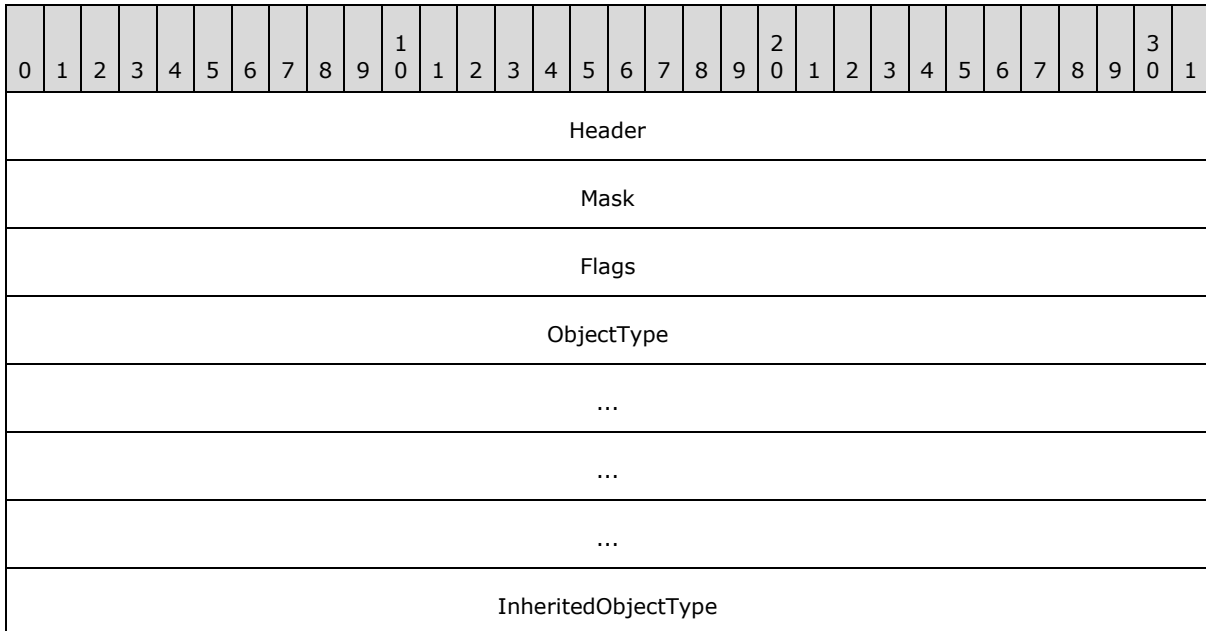 0 1 2 3 4 5 6 7 8 9 1 0 1 2 3 4 5 6 7 8 9 2 0 1 2 3 4 5 6 7 8 9 3 0 1
Header
Mask
Flags
ObjectType
...
...
...
InheritedObjectType